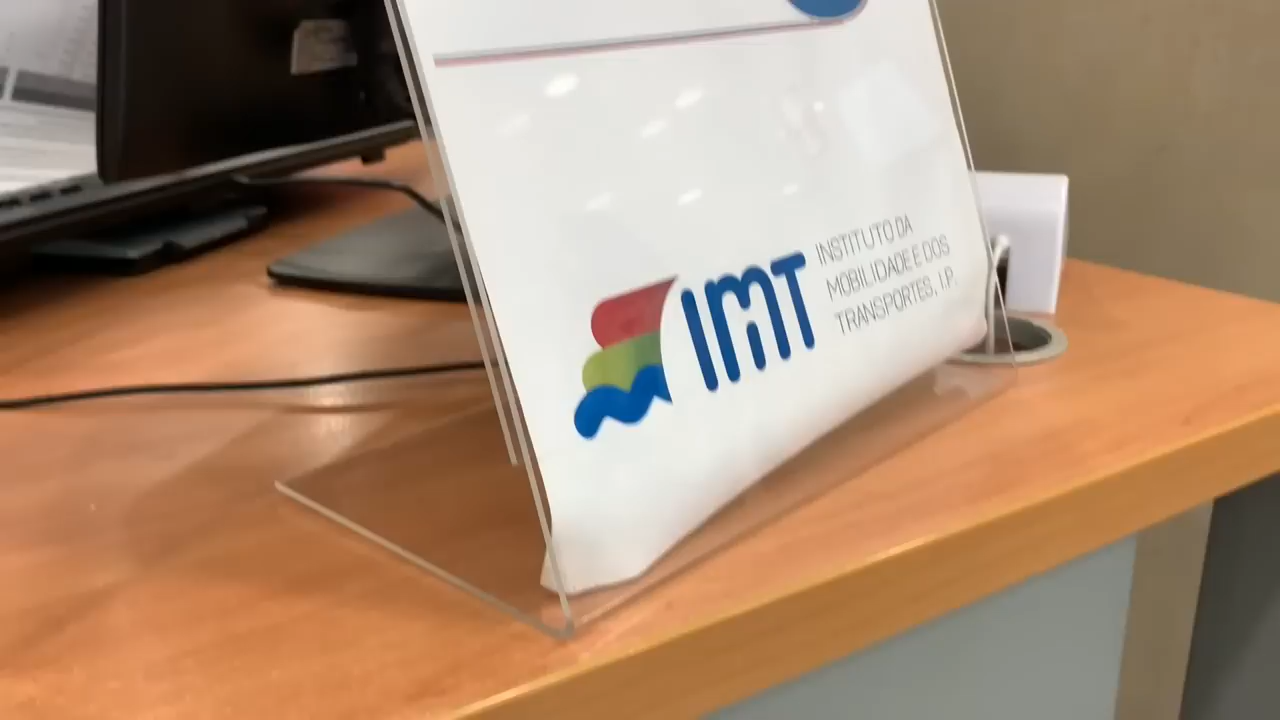 IMT
INSTITUTO DA
MOBILIDADE E DOS
TRANSPORTES, I.P.